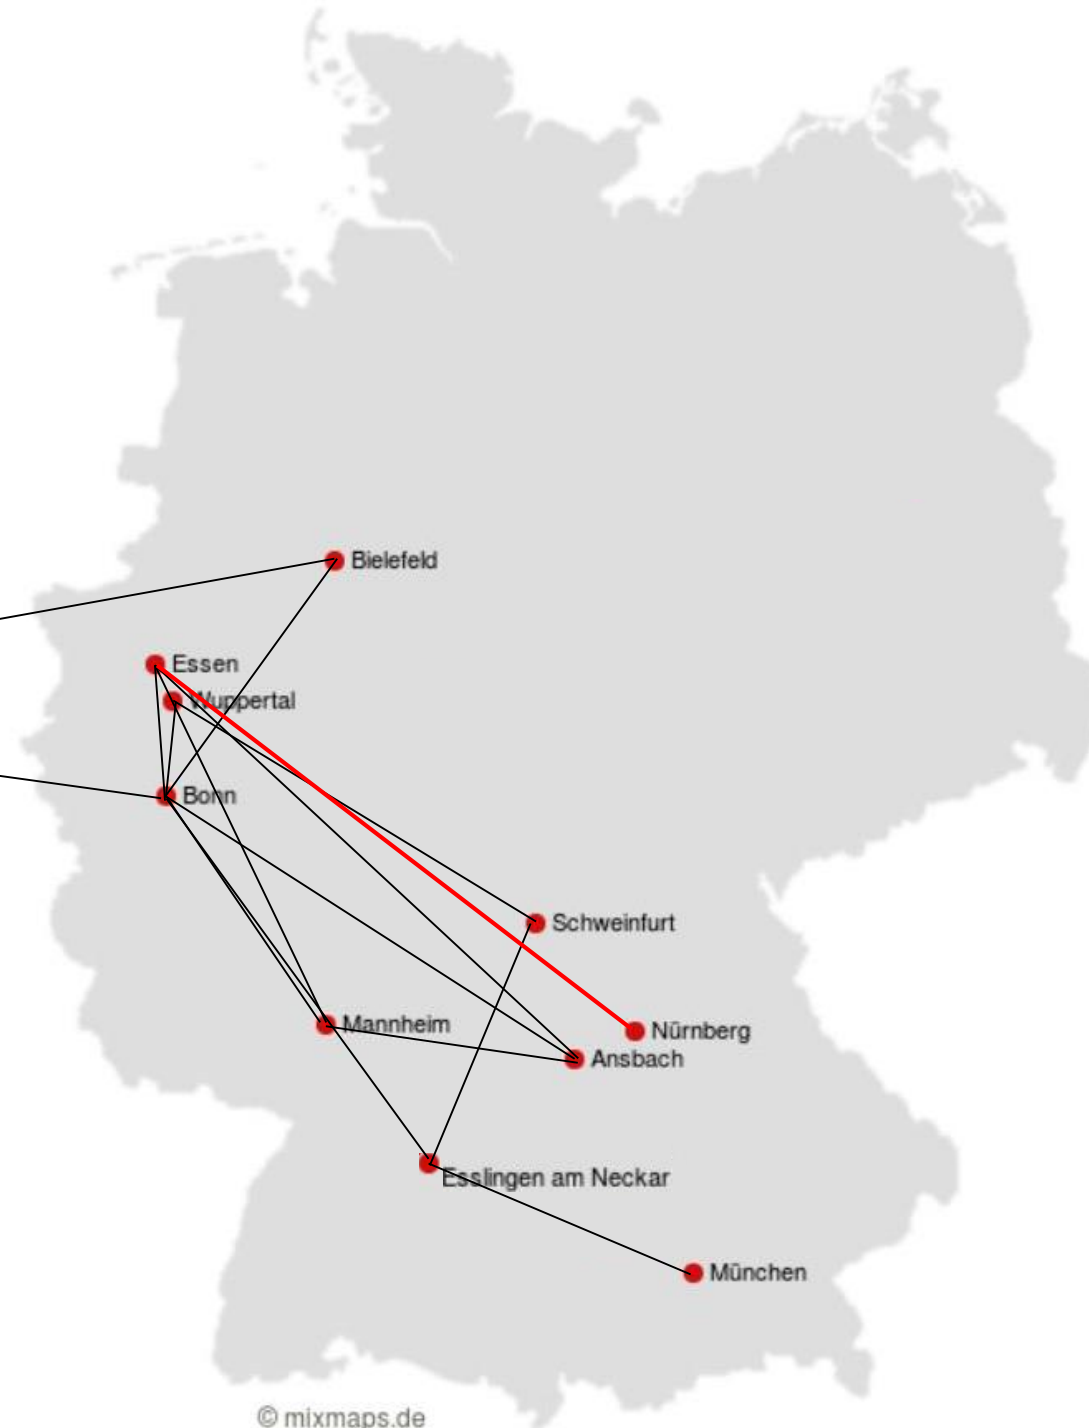 Bielefeld
Essen
Wuppertal
Bonn
Schweinfurt
Mannheim
Nürnberg
Ansbach
Esslingen am Neckar
München
© mixmaps.de